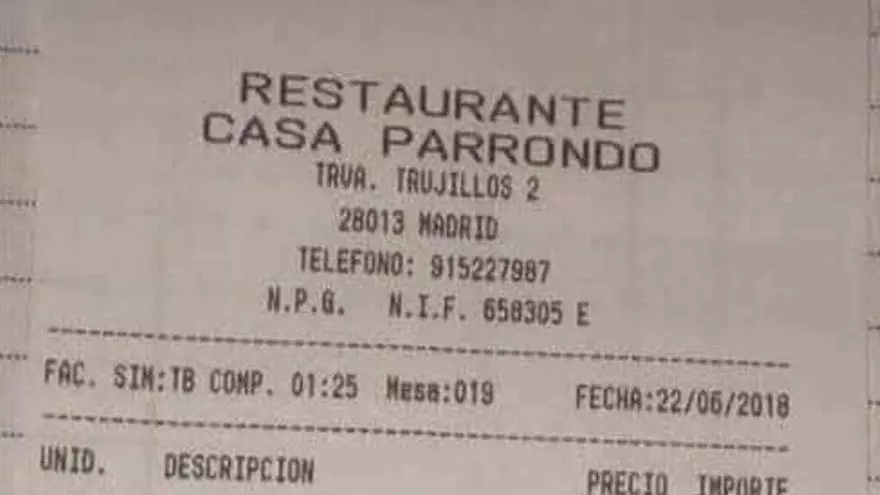 RESTAURANTE
CASA PARRONDO
TRVA. TRUJILLOS 2
28013 MADRID
TELEFONO: 915227987
N.P.G. N.I.F. 658305 E
FAC. SIM:TB COMP. 01:25 Mesa:019 FECHA:22/06/2018
UNID. DESCRIPCION PRECIO IMPORTE